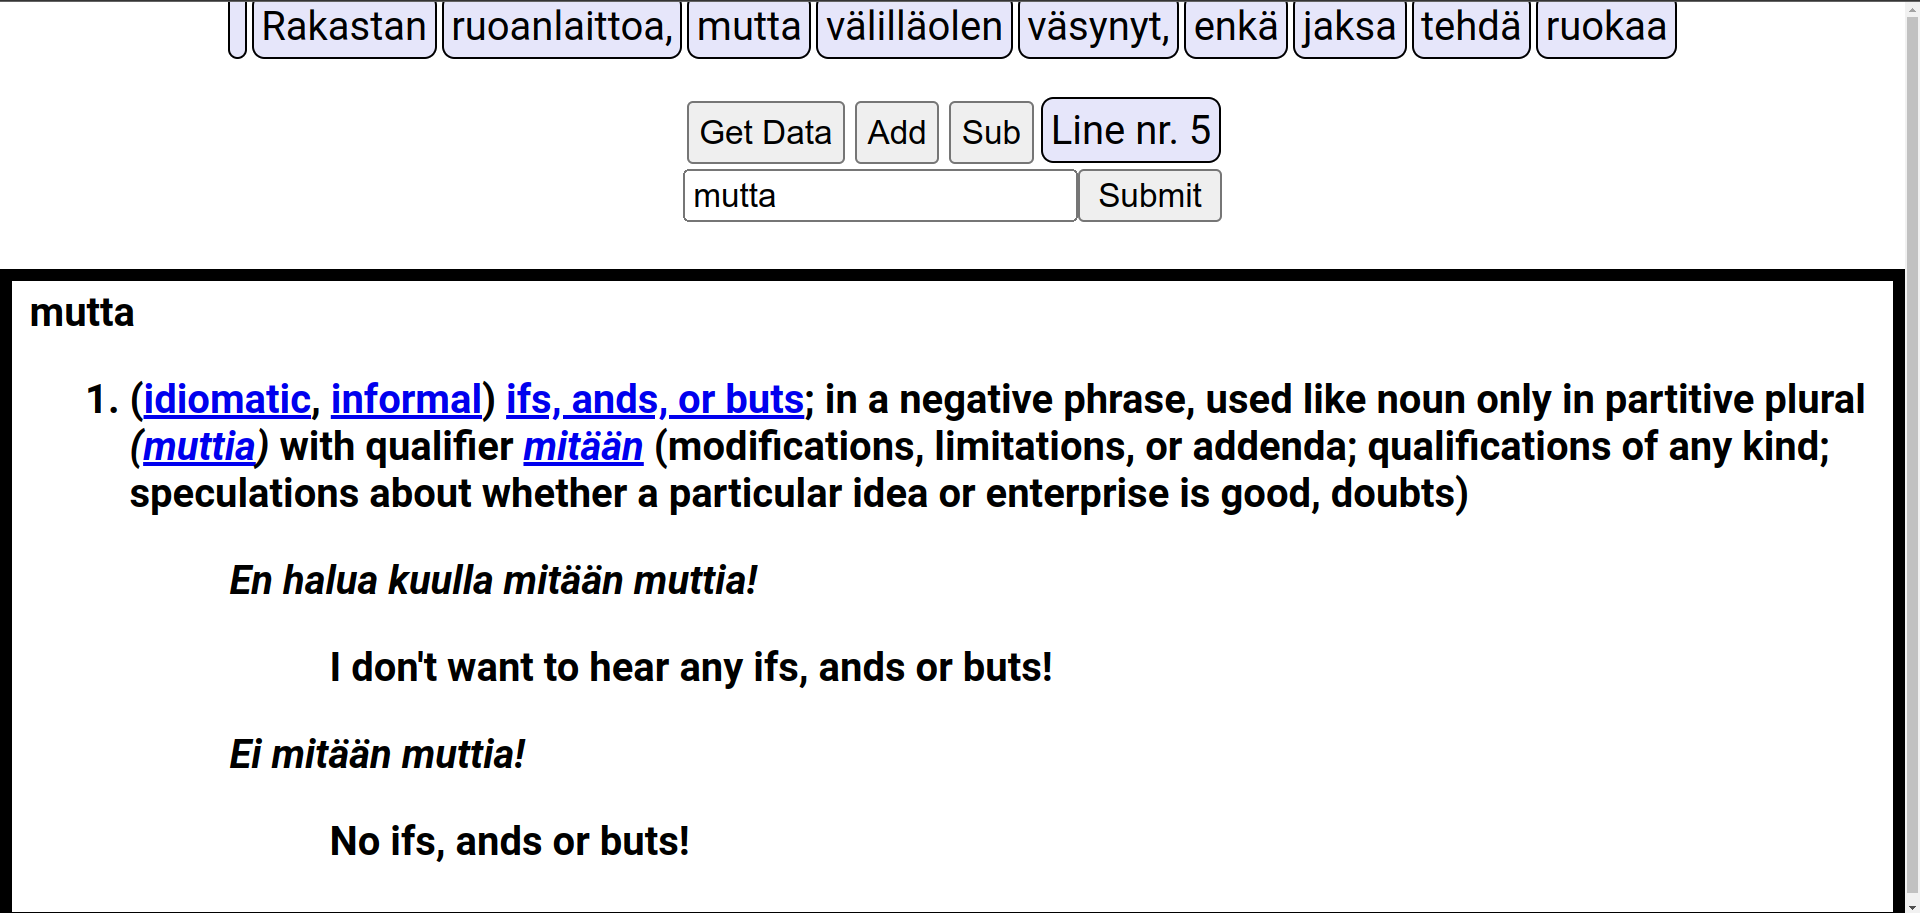 Rakastan ruoanlaittoa, mutta välilläolen väsynyt, enkä jaksa tehdä ruokaa
Get Data Add Sub Line nr. 5
mutta Submit
mutta
1. (idiomatic, informal) ifs, ands, or buts; in a negative phrase, used like noun only in partitive plural
(muttia) with qualifier mitään (modifications, limitations, or addenda; qualifications of any kind;
speculations about whether a particular idea or enterprise is good, doubts)
En halua kuulla mitään muttia!
I don't want to hear any ifs, ands or buts!
Ei mitään muttia!
No ifs, ands or buts!